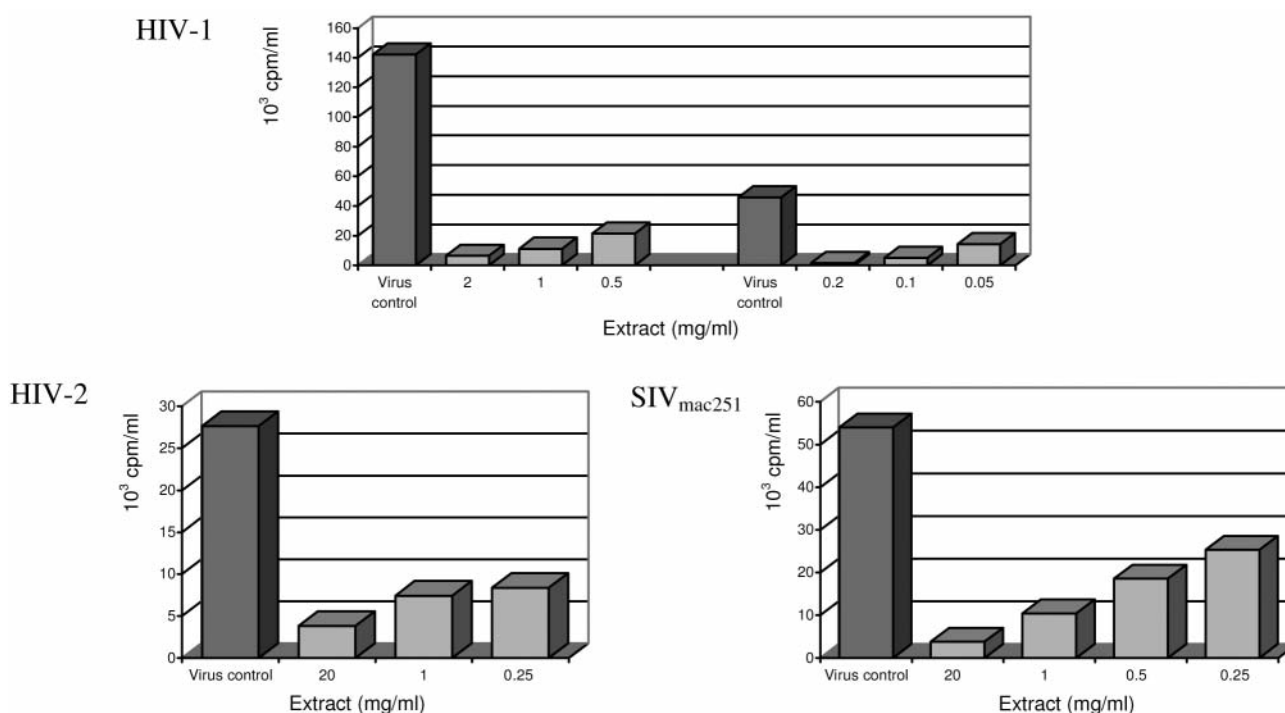 HIV-1
10³ cpm/ml
160
140
120
100
80
60
40
20
0
Virus control 2 1 0.5 Virus control 0.2 0.1 0.05
Extract (mg/ml)
HIV-2
10³ cpm/ml
30
25
20
15
10
5
0
Virus control 20 1 0.25
Extract (mg/ml)
SIVmac251
10³ cpm/ml
60
50
40
30
20
10
0
Virus control 20 1 0.5 0.25
Extract (mg/ml)